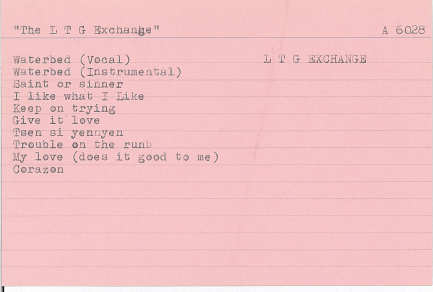 "The L T G Exchange" A 6028
Waterbed (Vocal) L T G EXCHANGE
Waterbed (Instrumental)
Saint or sinner
I like what I Like
Keep on trying
Give it love
Tsen si yennyen
Trouble on the runb
My love (does it good to me)
Corazon